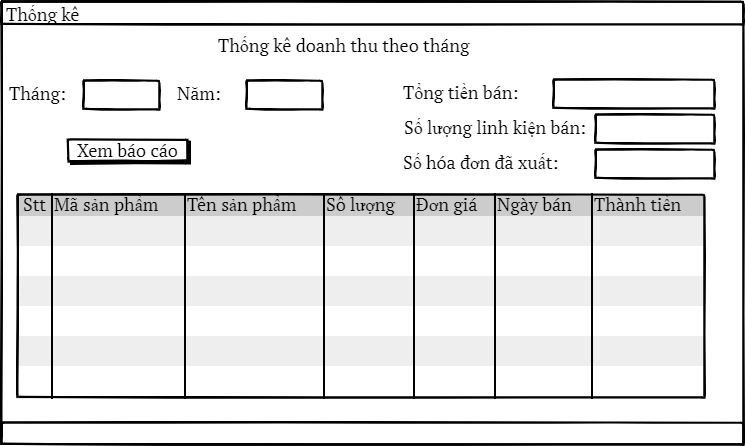 Thống kê
Thống kê doanh thu theo tháng
Tháng: Năm: Tổng tiền bán:
Số lượng linh kiện bán:
Xem báo cáo
Số hóa đơn đã xuất:
Stt Mã sản phẩm Tên sản phẩm Số lượng Đơn giá Ngày bán Thành tiền